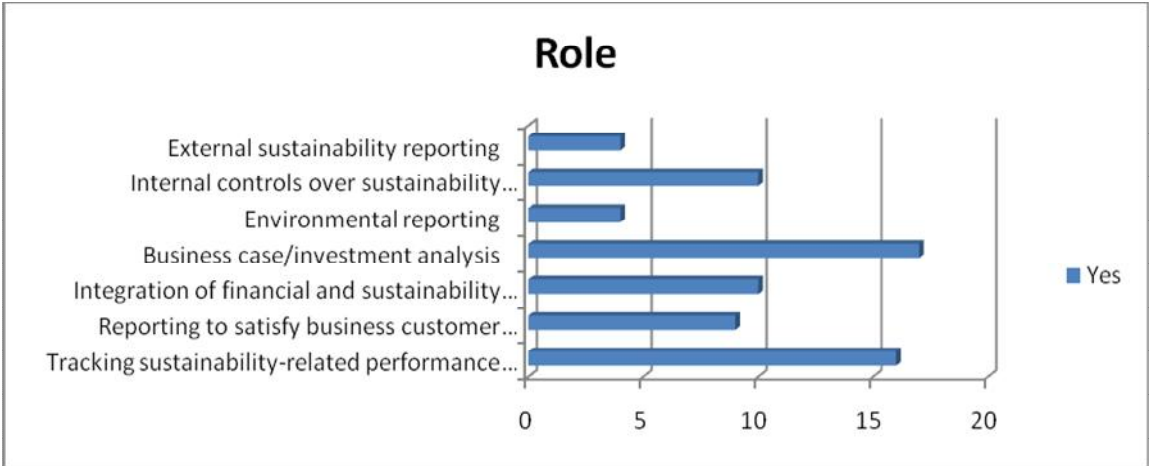 Role
External sustainability reporting
Internal controls over sustainability...
Environmental reporting
Business case/investment analysis
Integration of financial and sustainability...
Reporting to satisfy business customer...
Tracking sustainability-related performance...
Yes
0 5 10 15 20